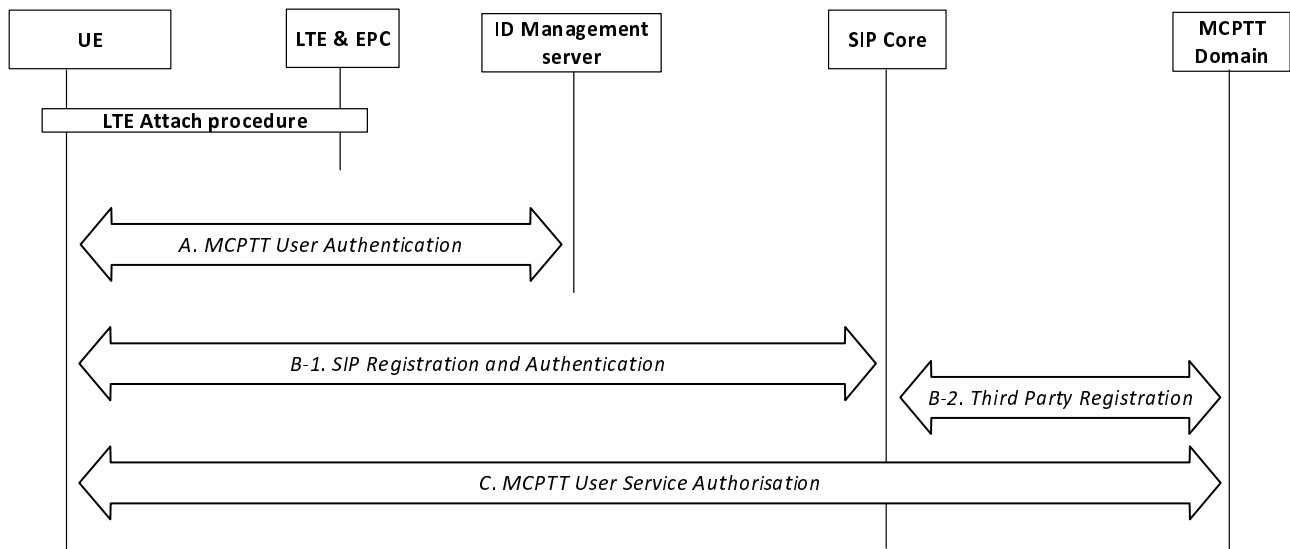 UE
LTE & EPC
ID Management
server
SIP Core
MCPTT
Domain
LTE Attach procedure
A. MCPTT User Authentication
B-1. SIP Registration and Authentication
B-2. Third Party Registration
C. MCPTT User Service Authorisation